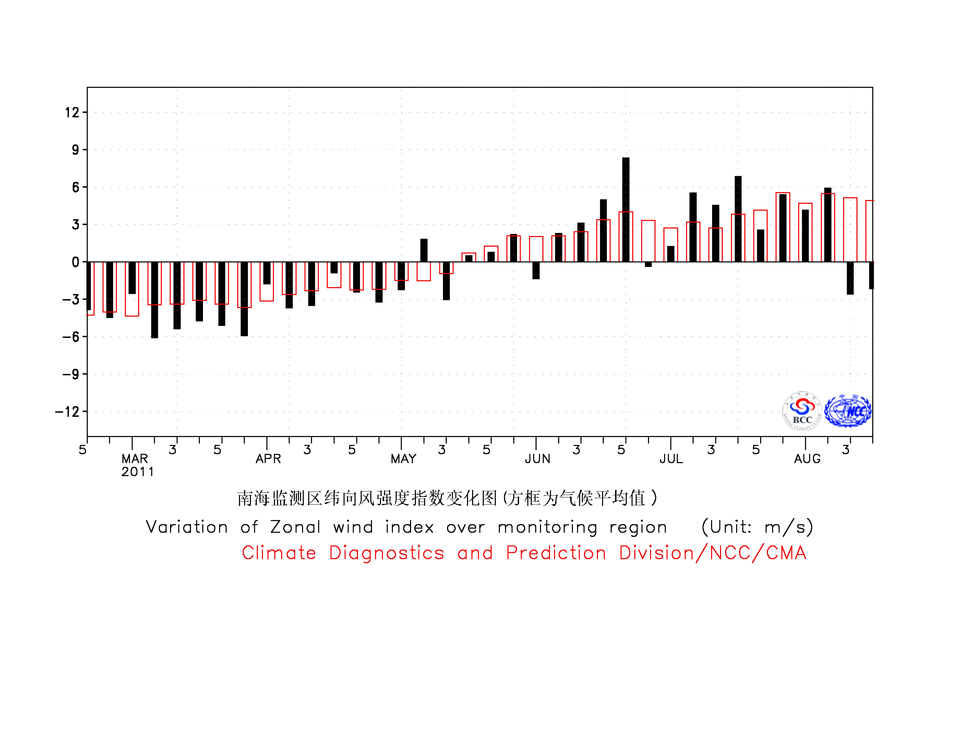 12
9
6
3
0
−3
−6
−9
−12
5 3 5 3 5 3 5 3 5 3 3 3
MAR APR MAY JUN JUL AUG
2011
BCC NCC
南海监测区纬向风强度指数变化图(方框为气候平均值)
Variation of Zonal wind index over monitoring region (Unit: m/s)
Climate Diagnostics and Prediction Division/NCC/CMA